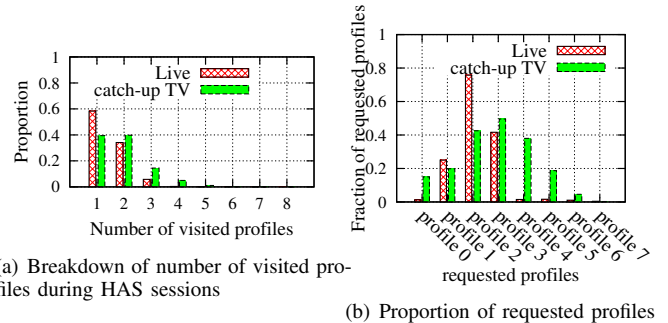 1
0.8
0.6
0.4
0.2
0
Proportion
Live
catch-up TV
1 2 3 4 5 6 7 8
Number of visited profiles
(a) Breakdown of number of visited pro-
files during HAS sessions
1
0.8
0.6
0.4
0.2
0
Fraction of requested profiles
Live
catch-up TV
profile 0
profile 1
profile 2
profile 3
profile 4
profile 5
profile 6
profile 7
requested profiles
(b) Proportion of requested profiles